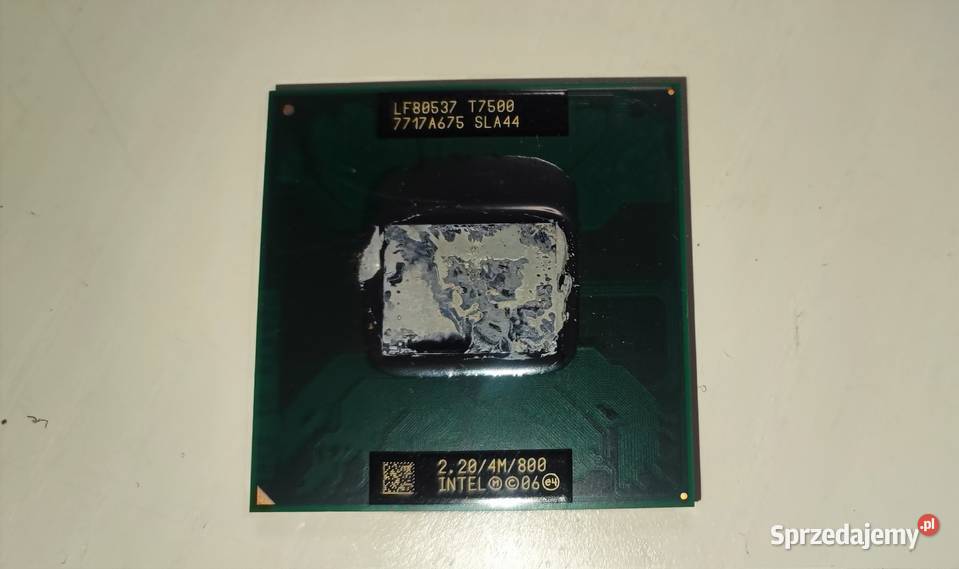 LF80537 T7500
7717A675 SLA44
2.20/4M/800
INTEL Ⓜ©06 e4
Sprzedajemy.pl